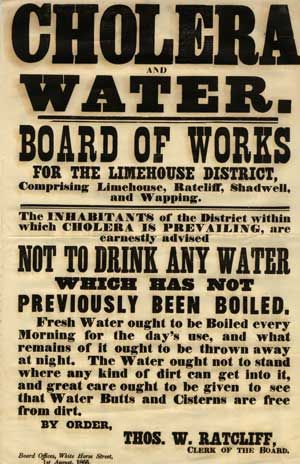 CHOLERA
AND
WATER.
BOARD OF WORKS
FOR THE LIMEHOUSE DISTRICT,
Comprising Limehouse, Ratcliff, Shadwell,
and Wapping.
The INHABITANTS of the District within
which CHOLERA IS PREVAILING, are
earnestly advised
NOT TO DRINK ANY WATER
WHICH HAS NOT
PREVIOUSLY BEEN BOILED.
Fresh Water ought to be Boiled every
Morning for the day's use, and what
remains of it ought to be thrown away
at night. The Water ought not to stand
where any kind of dirt can get into it,
and great care ought to be given to see
that Water Butts and Cisterns are free
from dirt.
BY ORDER,
THOS. W. RATCLIFF,
CLERK OF THE BOARD.
Board Offices, White Horse Street,
1st August, 1866.